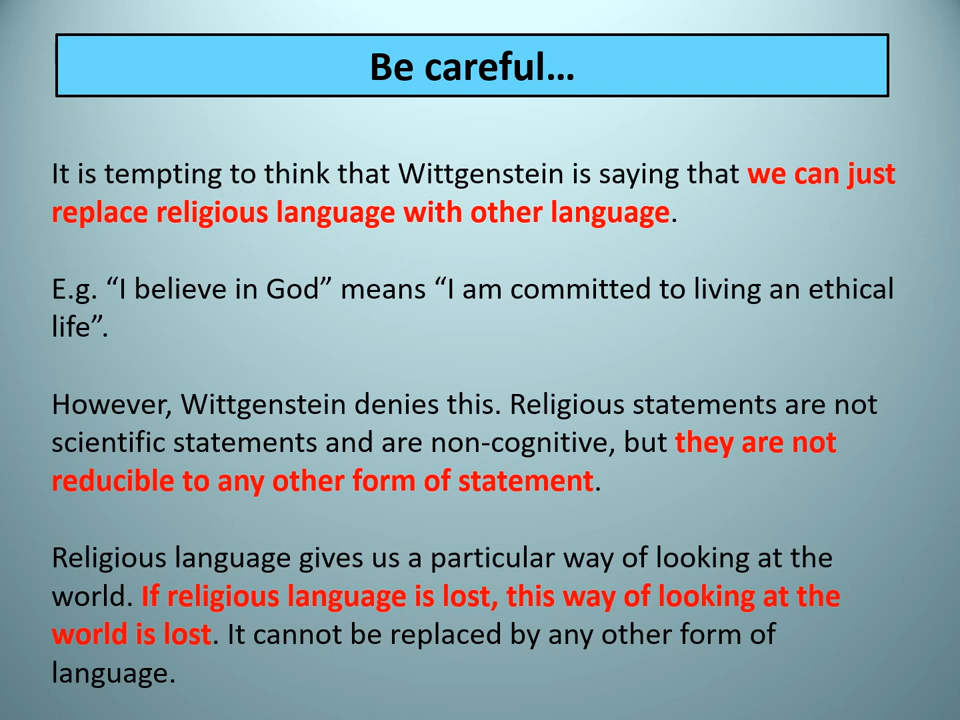 Be careful…
It is tempting to think that Wittgenstein is saying that we can just
replace religious language with other language.
E.g. “I believe in God” means “I am committed to living an ethical
life”.
However, Wittgenstein denies this. Religious statements are not
scientific statements and are non-cognitive, but they are not
reducible to any other form of statement.
Religious language gives us a particular way of looking at the
world. If religious language is lost, this way of looking at the
world is lost. It cannot be replaced by any other form of
language.